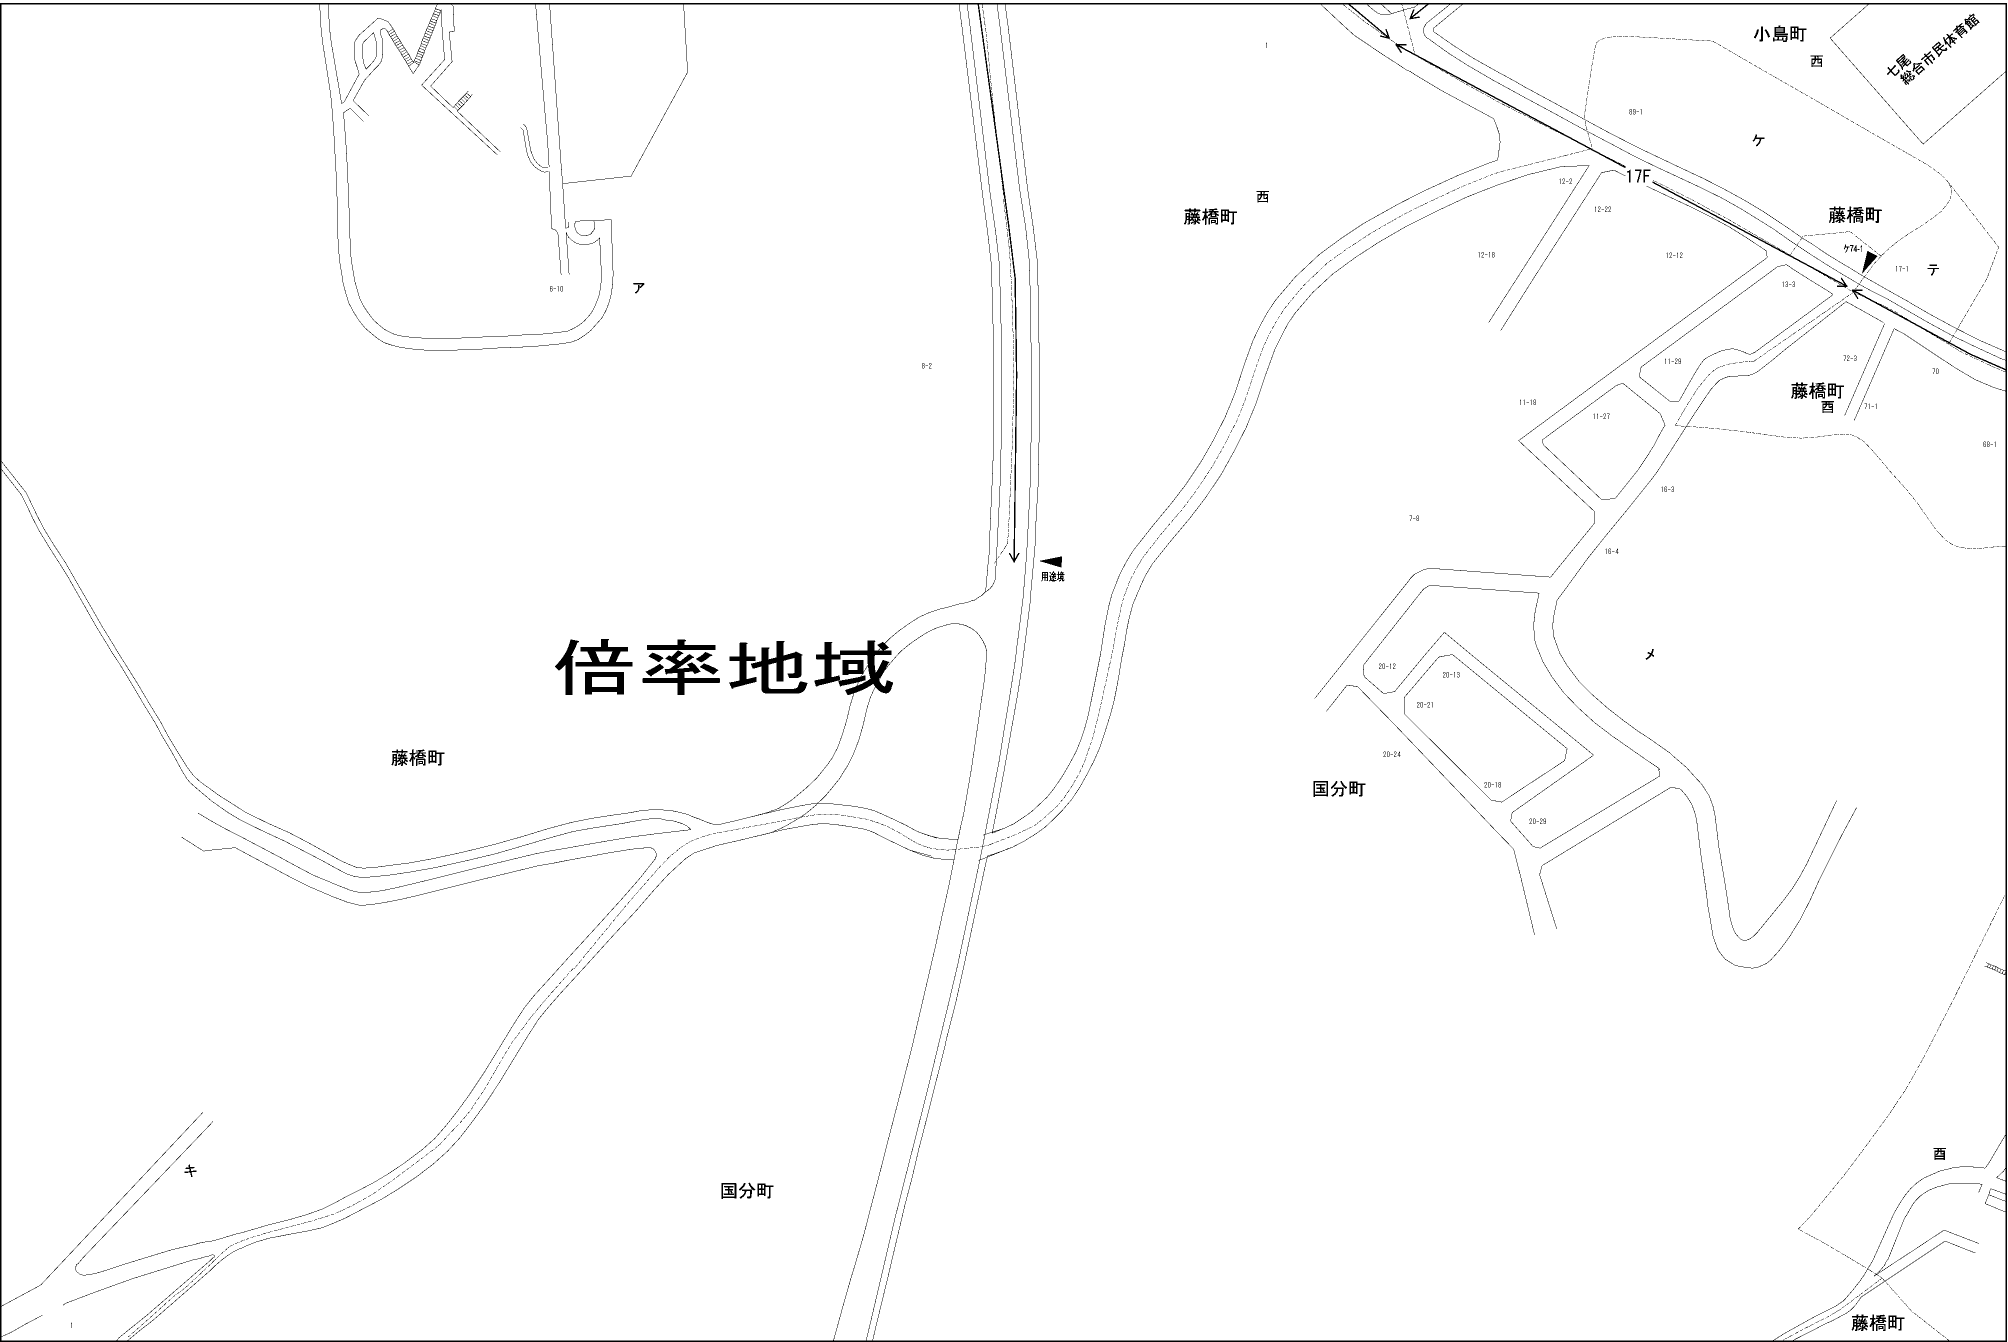 小島町
西
七尾
総合市民体育館
1
89-1
ケ
17F
12-2
西
藤橋町
12-22
藤橋町
ケ74-1
12-18
12-12
17-1
テ
13-3
6-10
ア
8-2
11-29
72-3
70
藤橋町
酉
11-18
11-27
71-1
68-1
16-3
7-8
16-4
用途境
倍率地域
メ
20-12
20-13
20-21
藤橋町
20-24
国分町
20-18
20-29
酉
キ
国分町
1
藤橋町